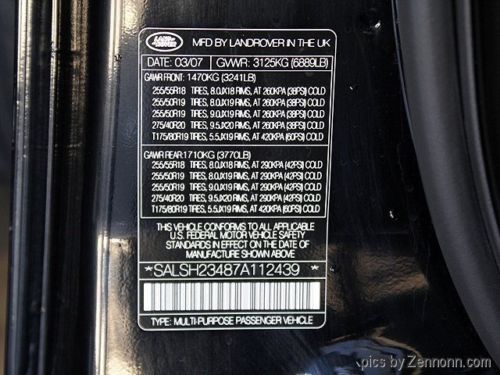 LAND ROVER
MFD BY LANDROVER IN THE UK
DATE: 03/07 GVWR: 3125KG (6889LB)
GAWR FRONT: 1470KG (3241LB)
255/55R18 TIRES, 8.0JX18 RIMS, AT 260KPA (38PSI) COLD
255/55R19 TIRES, 8.0JX19 RIMS, AT 260KPA (38PSI) COLD
255/50R19 TIRES, 9.0JX19 RIMS, AT 260KPA (38PSI) COLD
275/40R20 TIRES, 9.5JX20 RIMS, AT 260KPA (38PSI) COLD
T175/80R19 TIRES, 5.5JX19 RIMS, AT 420KPA (60PSI) COLD
GAWR REAR: 1710KG (3770LB)
255/55R18 TIRES, 8.0JX18 RIMS, AT 290KPA (42PSI) COLD
255/55R19 TIRES, 8.0JX19 RIMS, AT 290KPA (42PSI) COLD
255/50R19 TIRES, 9.0JX19 RIMS, AT 290KPA (42PSI) COLD
275/40R20 TIRES, 9.5JX20 RIMS, AT 290KPA (42PSI) COLD
T175/80R19 TIRES, 5.5JX19 RIMS, AT 420KPA (60PSI) COLD
THIS VEHICLE CONFORMS TO ALL APPLICABLE
U.S. FEDERAL MOTOR VEHICLE SAFETY
STANDARDS IN EFFECT ON THE DATE OF
MANUFACTURE SHOWN ABOVE
*SALSH23487A112439*
TYPE: MULTI-PURPOSE PASSENGER VEHICLE
pics by Zennonn.com